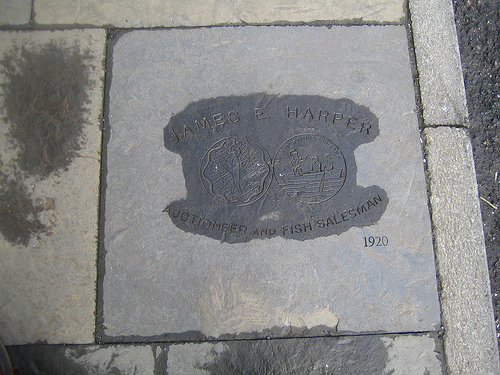 JAMES E. HARPER
AUCTIONEER AND FISH SALESMAN
1920